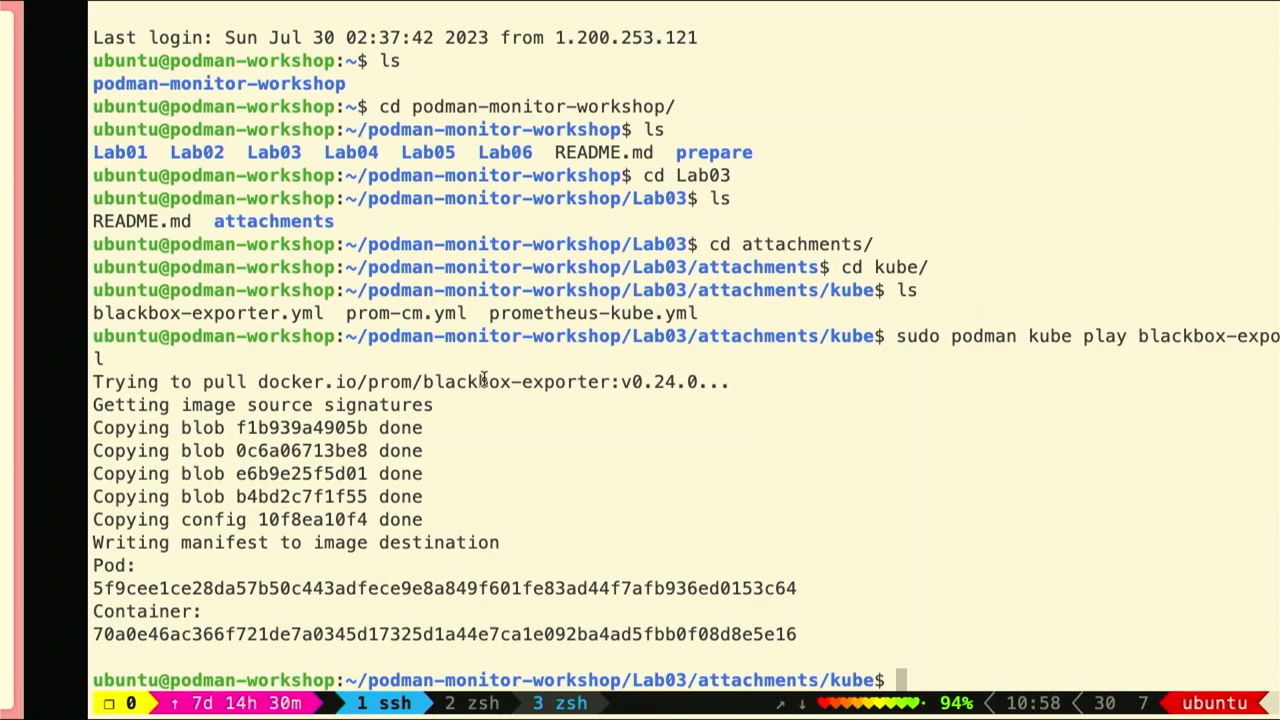 Last login: Sun Jul 30 02:37:42 2023 from 1.200.253.121
ubuntu@podman-workshop:~$ ls
podman-monitor-workshop
ubuntu@podman-workshop:~$ cd podman-monitor-workshop/
ubuntu@podman-workshop:~/podman-monitor-workshop$ ls
Lab01  Lab02  Lab03  Lab04  Lab05  Lab06  README.md  prepare
ubuntu@podman-workshop:~/podman-monitor-workshop$ cd Lab03
ubuntu@podman-workshop:~/podman-monitor-workshop/Lab03$ ls
README.md  attachments
ubuntu@podman-workshop:~/podman-monitor-workshop/Lab03$ cd attachments/
ubuntu@podman-workshop:~/podman-monitor-workshop/Lab03/attachments$ cd kube/
ubuntu@podman-workshop:~/podman-monitor-workshop/Lab03/attachments/kube$ ls
blackbox-exporter.yml  prom-cm.yml  prometheus-kube.yml
ubuntu@podman-workshop:~/podman-monitor-workshop/Lab03/attachments/kube$ sudo podman kube play blackbox-expo
l
Trying to pull docker.io/prom/blackbox-exporter:v0.24.0...
Getting image source signatures
Copying blob f1b939a4905b done
Copying blob 0c6a06713be8 done
Copying blob e6b9e25f5d01 done
Copying blob b4bd2c7f1f55 done
Copying config 10f8ea10f4 done
Writing manifest to image destination
Pod:
5f9cee1ce28da57b50c443adfece9e8a849f601fe83ad44f7afb936ed0153c64
Container:
70a0e46ac366f721de7a0345d17325d1a44e7ca1e092ba4ad5fbb0f08d8e5e16
ubuntu@podman-workshop:~/podman-monitor-workshop/Lab03/attachments/kube$
0 ↑ 7d 14h 30m 1 ssh 2 zsh 3 zsh ↗ ↓ 94% 10:58 30 7 ubuntu